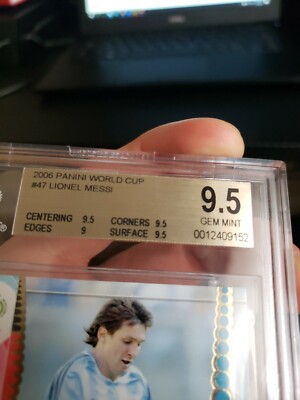 2006 PANINI WORLD CUP
#47 LIONEL MESSI
9.5
GEM MINT
CENTERING 9.5 CORNERS 9.5
EDGES 9 SURFACE 9.5
0012409152